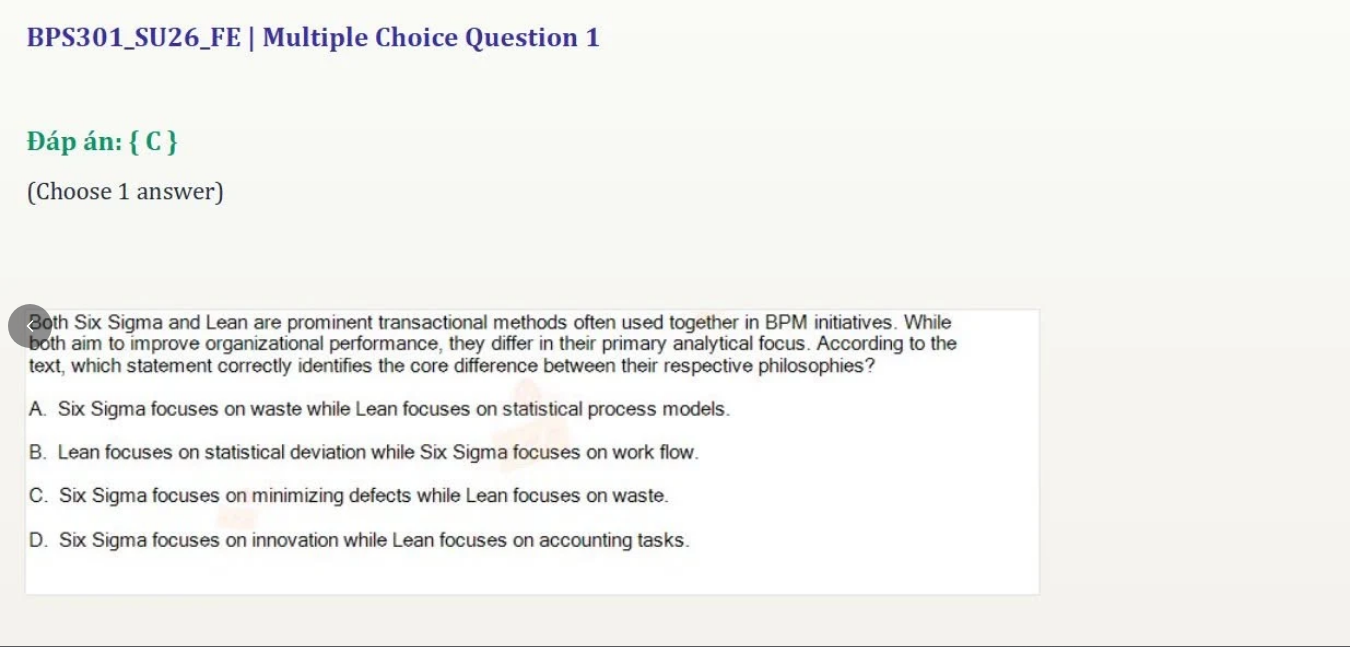 BPS301_SU26_FE | Multiple Choice Question 1
Đáp án: { C }
(Choose 1 answer)
Both Six Sigma and Lean are prominent transactional methods often used together in BPM initiatives. While
both aim to improve organizational performance, they differ in their primary analytical focus. According to the
text, which statement correctly identifies the core difference between their respective philosophies?
A. Six Sigma focuses on waste while Lean focuses on statistical process models.
B. Lean focuses on statistical deviation while Six Sigma focuses on work flow.
C. Six Sigma focuses on minimizing defects while Lean focuses on waste.
D. Six Sigma focuses on innovation while Lean focuses on accounting tasks.